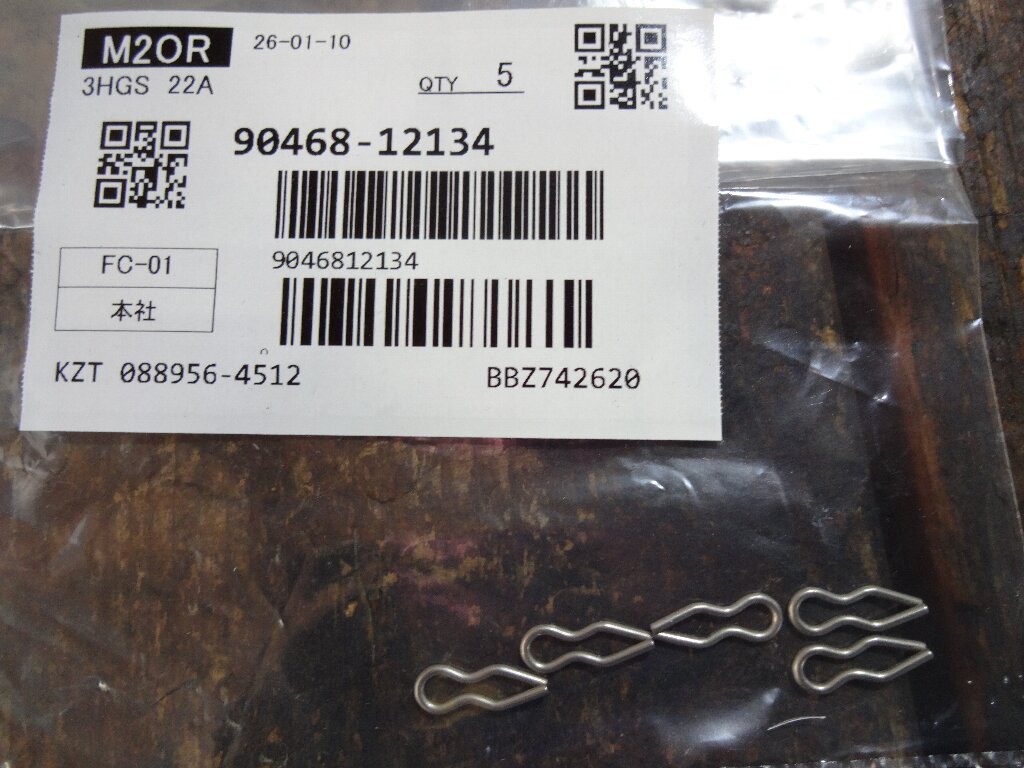 M2OR 26-01-10
3HGS 22A QTY 5
90468-12134
9046812134
FC-01
本社
KZT 088956-4512 BBZ742620